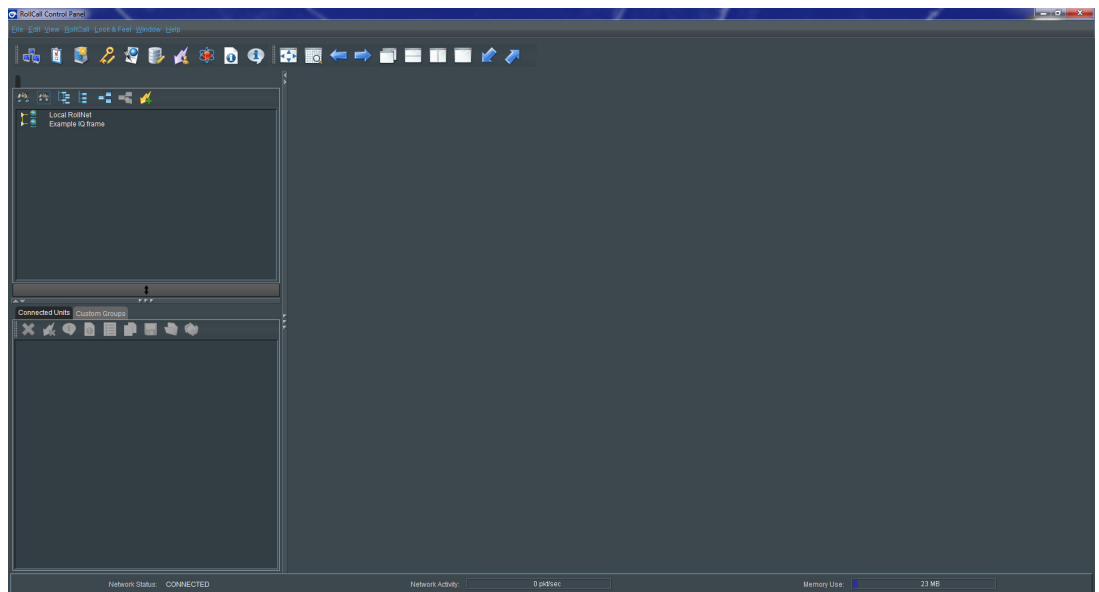 RollCall Control Panel
File Edit View RollCall Look & Feel Window Help
Local RollNet
Example IQ frame
Connected Units Custom Groups
Network Status: CONNECTED Network Activity: 0 pkt/sec Memory Use: 23 MB